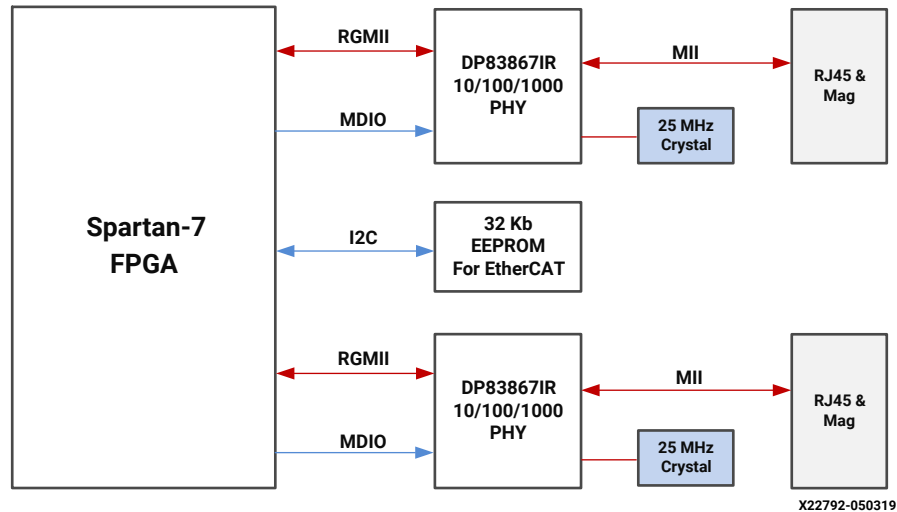 RGMII
DP83867IR
10/100/1000
PHY
MII
RJ45 &
Mag
MDIO
25 MHz
Crystal
Spartan-7
FPGA
I2C
32 Kb
EEPROM
For EtherCAT
RGMII
DP83867IR
10/100/1000
PHY
MII
RJ45 &
Mag
MDIO
25 MHz
Crystal
X22792-050319